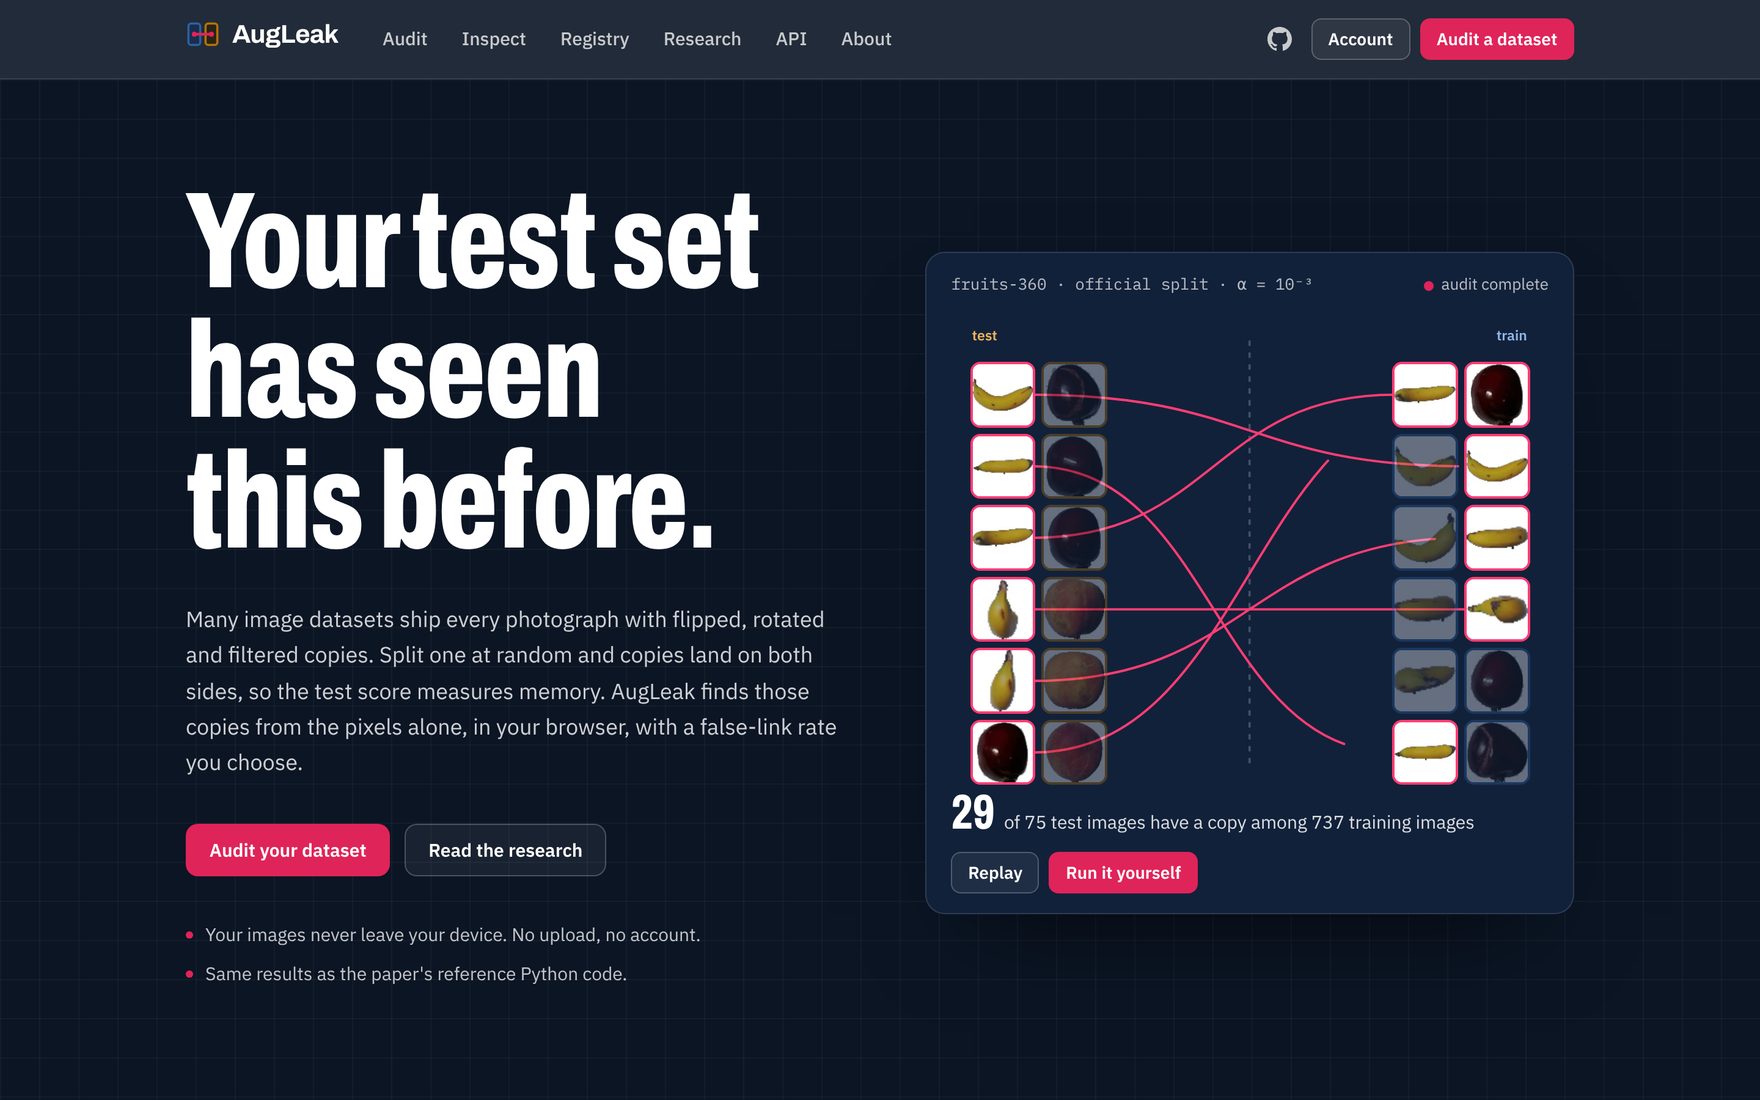 AugLeak
Audit
Inspect
Registry
Research
API
About
Account
Audit a dataset
Your test set
has seen
this before.
Many image datasets ship every photograph with flipped, rotated
and filtered copies. Split one at random and copies land on both
sides, so the test score measures memory. AugLeak finds those
copies from the pixels alone, in your browser, with a false-link rate
you choose.
Audit your dataset
Read the research
Your images never leave your device. No upload, no account.
Same results as the paper's reference Python code.
fruits-360 · official split · α = 10⁻³
audit complete
test
train
29 of 75 test images have a copy among 737 training images
Replay
Run it yourself